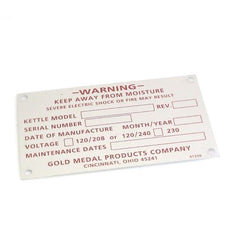 WARNING
KEEP AWAY FROM MOISTURE
SEVERE ELECTRIC SHOCK OR FIRE MAY RESULT
KETTLE MODEL REV.
SERIAL NUMBER
DATE OF MANUFACTURE MONTH/YEAR
VOLTAGE 120/208 or 120/240 230
MAINTENANCE DATES
GOLD MEDAL PRODUCTS COMPANY
CINCINNATI, OHIO 45241